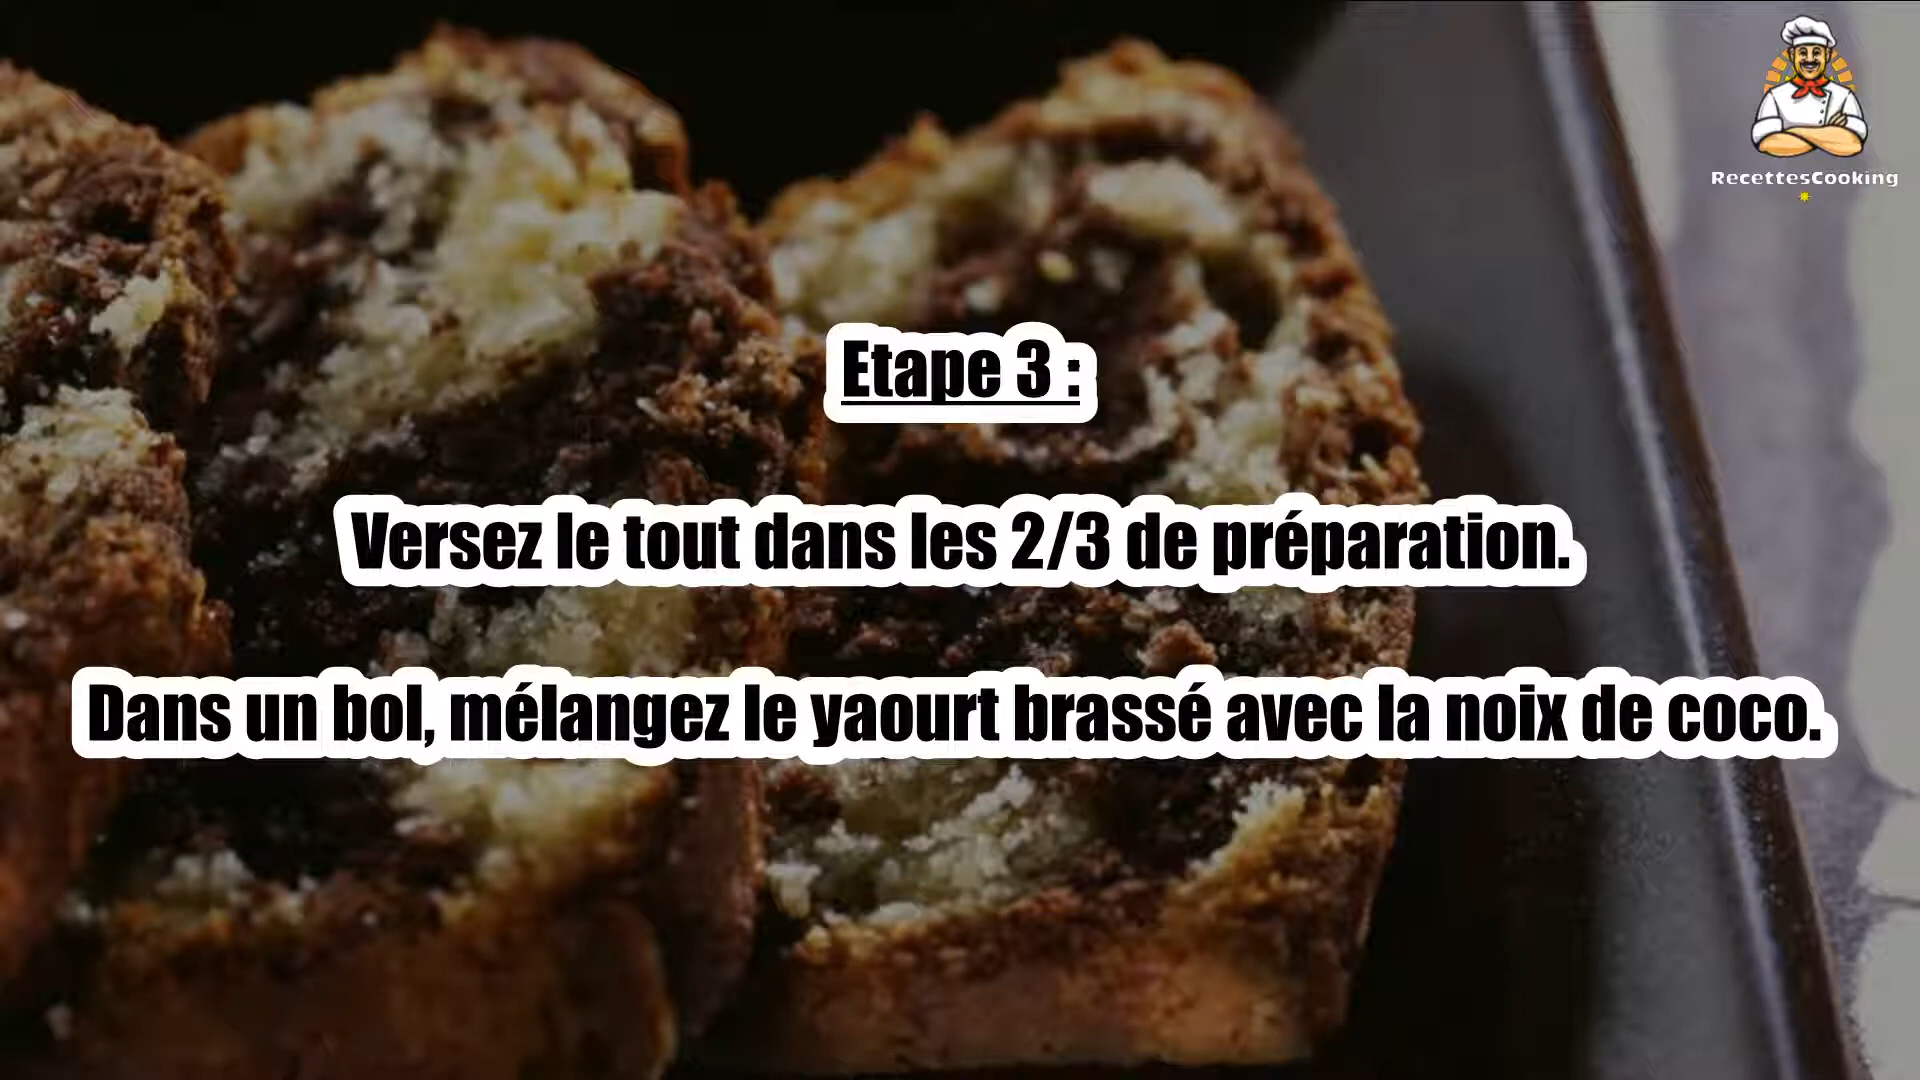 RecettesCooking
Etape 3 :
Versez le tout dans les 2/3 de préparation.
Dans un bol, mélangez le yaourt brassé avec la noix de coco.